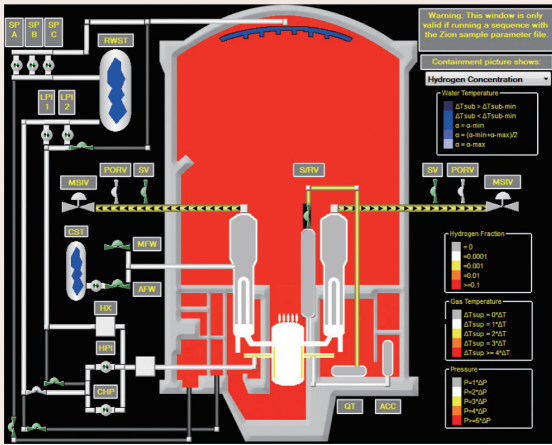 Warning: This window is only
valid if running a sequence with
the Zion sample parameter file.
Containment picture shows:
Hydrogen Concentration
SP A
SP B
SP C
RWST
LPI 1
LPI 2
PORV
SV
MSIV
S/RV
SV
PORV
MSIV
CST
MFW
AFW
HX
HPI
CHP
QT
ACC
Water Temperature
ΔTsub > ΔTsub-min
ΔTsub < ΔTsub-min
α = α-min
α = (α-min+α-max)/2
α = α-max
Hydrogen Fraction
= 0
=0.0001
=0.001
=0.01
>=0.1
Gas Temperature
ΔTsup = 0*ΔT
ΔTsup = 1*ΔT
ΔTsup = 2*ΔT
ΔTsup = 3*ΔT
ΔTsup >= 4*ΔT
Pressure
P=1*ΔP
P=2*ΔP
P=3*ΔP
P=4*ΔP
P>=5*ΔP